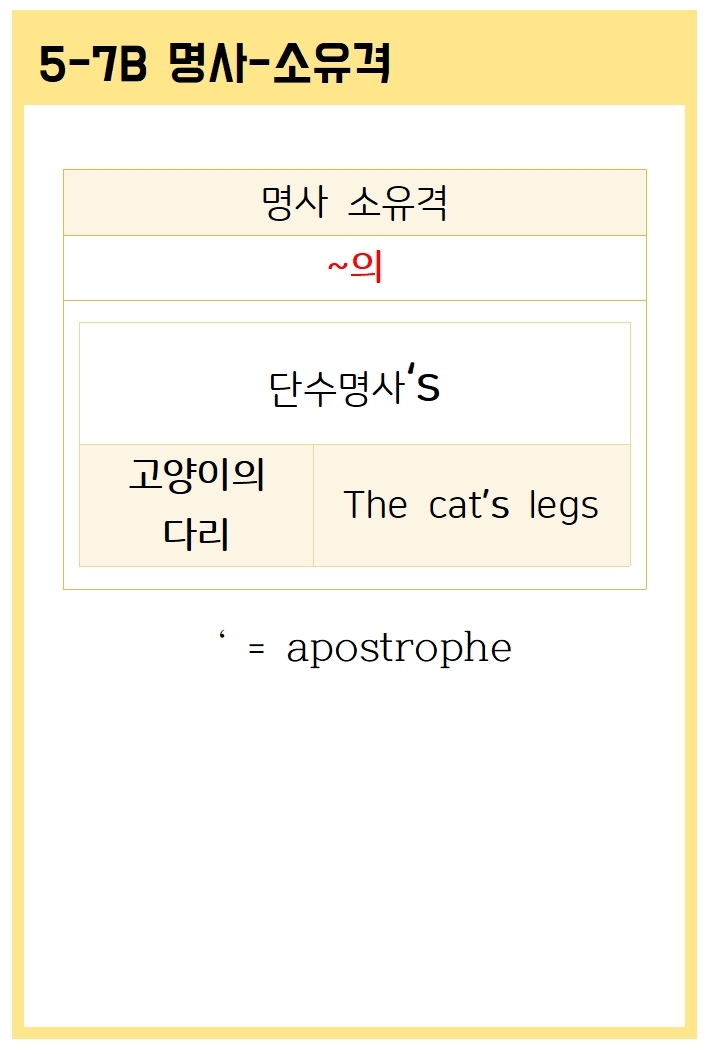 5-7B 명사-소유격
명사 소유격
~의
단수명사‘s
고양이의
다리
The cat’s legs
‘ = apostrophe